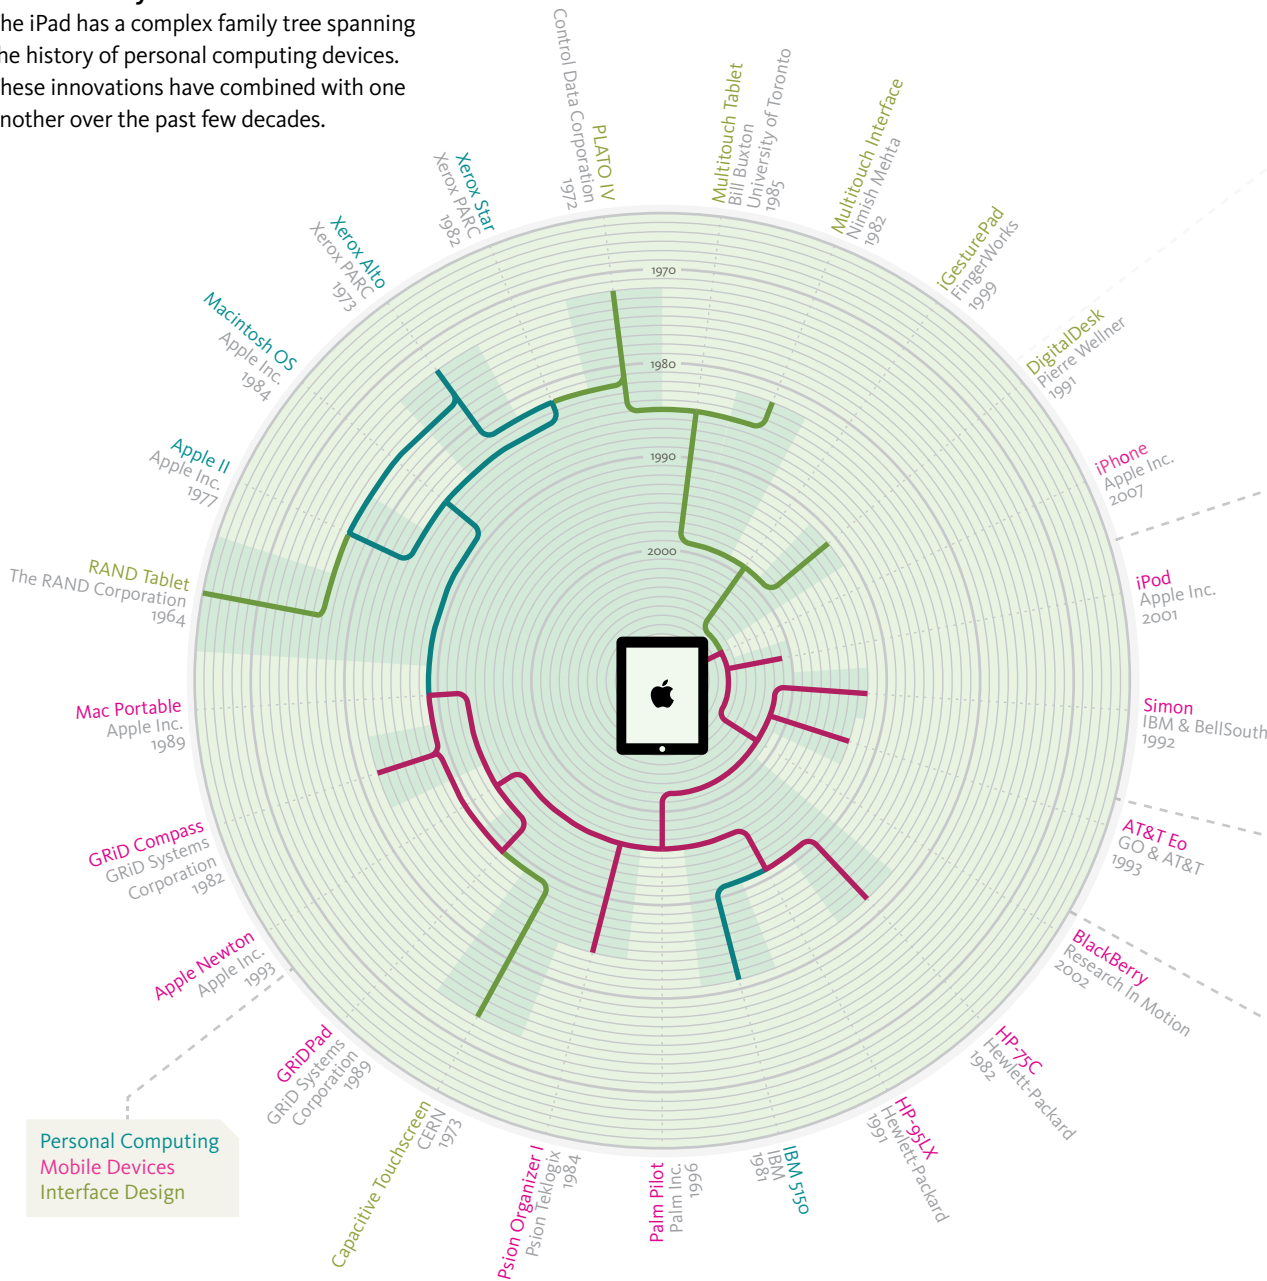 he iPad has a complex family tree spanning
he history of personal computing devices.
hese innovations have combined with one
nother over the past few decades.
Control Data Corporation
PLATO IV
1972
Multitouch Tablet
Bill Buxton
University of Toronto
1985
Multitouch Interface
Nimish Mehta
1982
iGesturePad
FingerWorks
1999
DigitalDesk
Pierre Wellner
1991
iPhone
Apple Inc.
2007
iPod
Apple Inc.
2001
Simon
IBM & BellSouth
1992
AT&T Eo
GO & AT&T
1993
BlackBerry
Research In Motion
2002
HP-75C
Hewlett-Packard
1982
HP-95LX
Hewlett-Packard
1991
IBM 5150
IBM
1981
Palm Pilot
Palm Inc.
1996
Psion Organizer I
Psion Teklogix
1984
Capacitive Touchscreen
CERN
1973
GRiDPad
GRiD Systems
Corporation
1989
Apple Newton
Apple Inc.
1993
GRiD Compass
GRiD Systems
Corporation
1982
Mac Portable
Apple Inc.
1989
RAND Tablet
The RAND Corporation
1964
Apple II
Apple Inc.
1977
Macintosh OS
Apple Inc.
1984
Xerox Alto
Xerox PARC
1973
Xerox Star
Xerox PARC
1982
1970
1980
1990
2000
Personal Computing
Mobile Devices
Interface Design